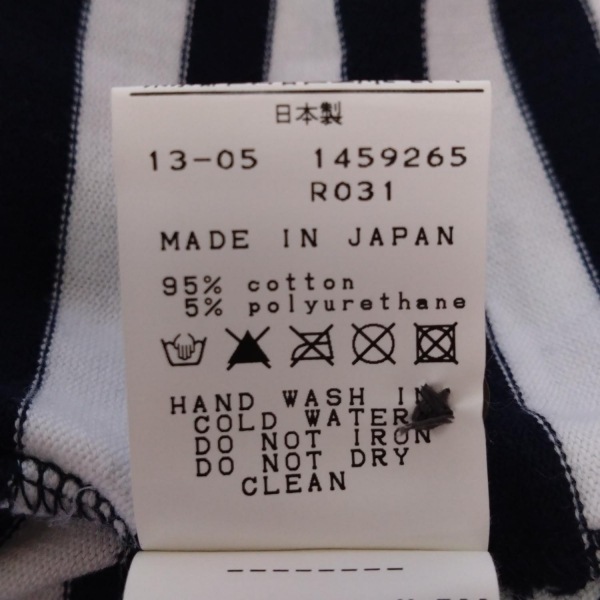 日本製
13-05 1459265
R031
MADE IN JAPAN
95% cotton
5% polyurethane
HAND WASH IN
COLD WATER
DO NOT IRON
DO NOT DRY
CLEAN
--------